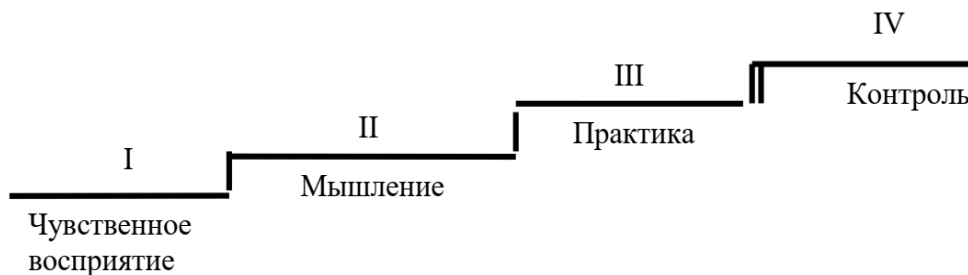 I
Чувственное
восприятие
II
Мышление
III
Практика
IV
Контроль